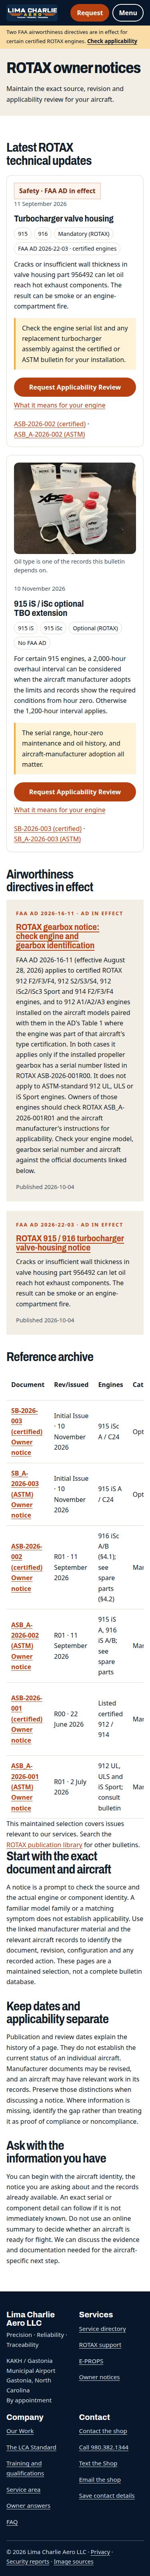 LIMA CHARLIE
AERO
Request
Menu
Two FAA airworthiness directives are in effect for
certain certified ROTAX engines. Check applicability
ROTAX owner notices
Maintain the exact source, revision and
applicability review for your aircraft.
Latest ROTAX
technical updates
Safety · FAA AD in effect
11 September 2026
Turbocharger valve housing
915
916
Mandatory (ROTAX)
FAA AD 2026-22-03 · certified engines
Cracks or insufficient wall thickness in
valve housing part 956492 can let oil
reach hot exhaust components. The
result can be smoke or an engine-
compartment fire.
Check the engine serial list and any
replacement turbocharger
assembly against the certified or
ASTM bulletin for your installation.
Request Applicability Review
What it means for your engine
ASB-2026-002 (certified) ·
ASB_A-2026-002 (ASTM)
XPS
Oil type is one of the records this bulletin
depends on.
10 November 2026
915 iS / iSc optional
TBO extension
915 iS
915 iSc
Optional (ROTAX)
No FAA AD
For certain 915 engines, a 2,000-hour
overhaul interval can be considered
when the aircraft manufacturer adopts
the limits and records show the required
conditions from hour zero. Otherwise
the 1,200-hour interval applies.
The serial range, hour-zero
maintenance and oil history, and
aircraft-manufacturer adoption all
matter.
Request Applicability Review
What it means for your engine
SB-2026-003 (certified) ·
SB_A-2026-003 (ASTM)
Airworthiness
directives in effect
FAA AD 2026-16-11 · AD IN EFFECT
ROTAX gearbox notice:
check engine and
gearbox identification
FAA AD 2026-16-11 (effective August
28, 2026) applies to certified ROTAX
912 F2/F3/F4, 912 S2/S3/S4, 912
iSc2/iSc3 Sport and 914 F2/F3/F4
engines, and to 912 A1/A2/A3 engines
installed on the aircraft models paired
with them in the AD's Table 1 where
the engine was part of that aircraft's
type certification. In both cases it
applies only if the installed propeller
gearbox has a serial number listed in
ROTAX ASB-2026-001 R00. It does not
apply to ASTM-standard 912 UL, ULS or
iS Sport engines. Owners of those
engines should check ROTAX ASB_A-
2026-001 R01 and the aircraft
manufacturer's instructions for
applicability. Check your engine model,
gearbox serial number and aircraft
against the official documents linked
below.
Published 2026-10-04
FAA AD 2026-22-03 · AD IN EFFECT
ROTAX 915 / 916 turbocharger
valve-housing notice
Cracks or insufficient wall thickness in
valve housing part 956492 can let oil
reach hot exhaust components. The
result can be smoke or an engine-
compartment fire.
Published 2026-10-04
Reference archive
Document Rev/issued Engines Cat
SB-2026-
003
(certified)
Owner
notice
Initial Issue
· 10
November
2026
915 iSc
A / C24
Opt
SB_A-
2026-003
(ASTM)
Owner
notice
Initial Issue
· 10
November
2026
915 iS A
/ C24
Opt
ASB-2026-
002
(certified)
Owner
notice
R01 · 11
September
2026
916 iSc
A/B
(§4.1);
see
spare
parts
(§4.2)
Man
ASB_A-
2026-002
(ASTM)
Owner
notice
R01 · 11
September
2026
915 iS
A, 916
iS A/B;
see
spare
parts
Man
ASB-2026-
001
(certified)
Owner
notice
R00 · 22
June 2026
Listed
certified
912 /
914
Man
ASB_A-
2026-001
(ASTM)
Owner
notice
R01 · 2 July
2026
912 UL,
ULS and
iS Sport;
consult
bulletin
Man
This maintained selection covers issues
relevant to our services. Search the
ROTAX publication library for other bulletins.
Start with the exact
document and aircraft
A notice is a prompt to check the source and
the actual engine or component identity. A
familiar model family or a matching
symptom does not establish applicability. Use
the linked manufacturer material and the
relevant aircraft records to identify the
document, revision, configuration and any
recorded action. These pages are a
maintained selection, not a complete bulletin
database.
Keep dates and
applicability separate
Publication and review dates explain the
history of a page. They do not establish the
current status of an individual aircraft.
Manufacturer documents may be revised,
and an aircraft may have relevant work in its
records. Preserve those distinctions when
discussing a notice. Where information is
missing, identify the gap rather than treating
it as proof of compliance or noncompliance.
Ask with the
information you have
You can begin with the aircraft identity, the
notice you are asking about and the records
already available. An exact serial or
component detail can follow if it is not
immediately known. Do not use an online
summary to decide whether an aircraft is
ready for flight. We can discuss the evidence
and documentation needed for the aircraft-
specific next step.
Lima Charlie
Aero LLC
Precision · Reliability ·
Traceability
KAKH / Gastonia
Municipal Airport
Gastonia, North
Carolina
By appointment
Services
Service directory
ROTAX support
E-PROPS
Owner notices
Company
Our Work
The LCA Standard
Training and
qualifications
Service area
Owner answers
FAQ
Contact
Contact the shop
Call 980.382.1344
Text the Shop
Email the shop
Save contact details
© 2026 Lima Charlie Aero LLC · Privacy ·
Security reports · Image sources